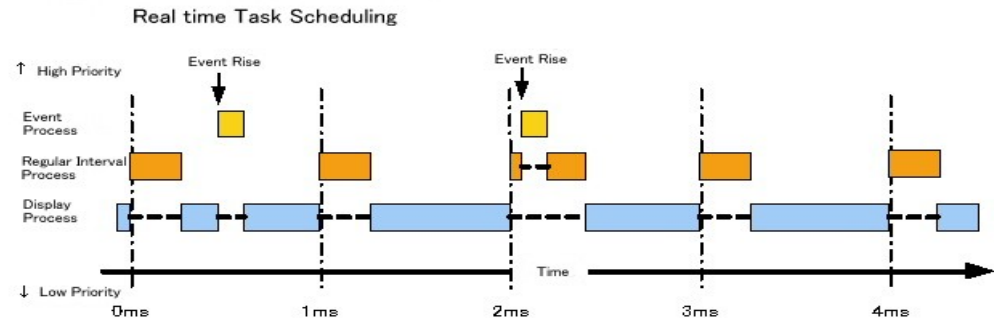 Real time Task Scheduling
Event Rise
Event Rise
↑ High Priority
Event
Process
Regular Interval
Process
Display
Process
Time
↓ Low Priority
0ms
1ms
2ms
3ms
4ms